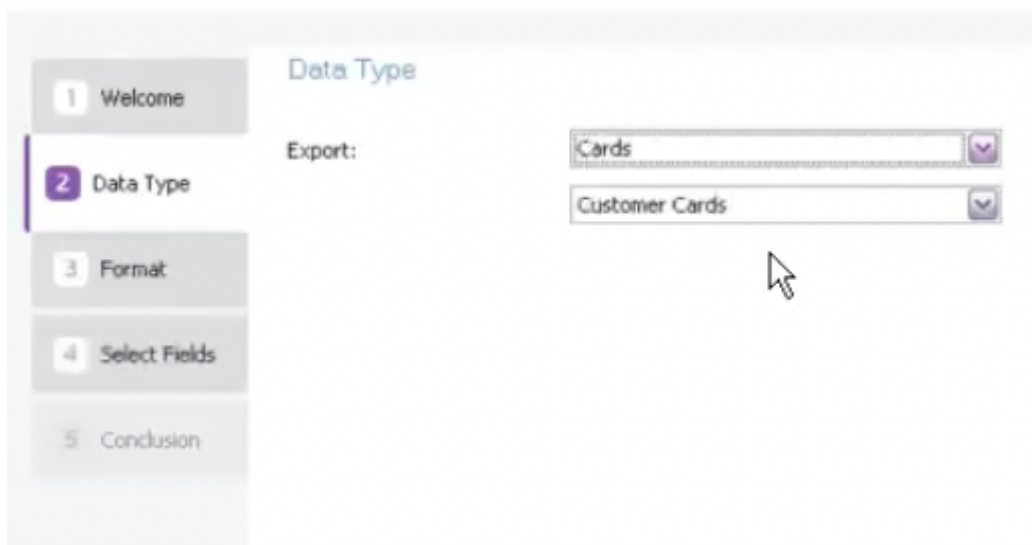 Data Type
1 Welcome
Export:
Cards
2 Data Type
Customer Cards
3 Format
4 Select Fields
5 Conclusion